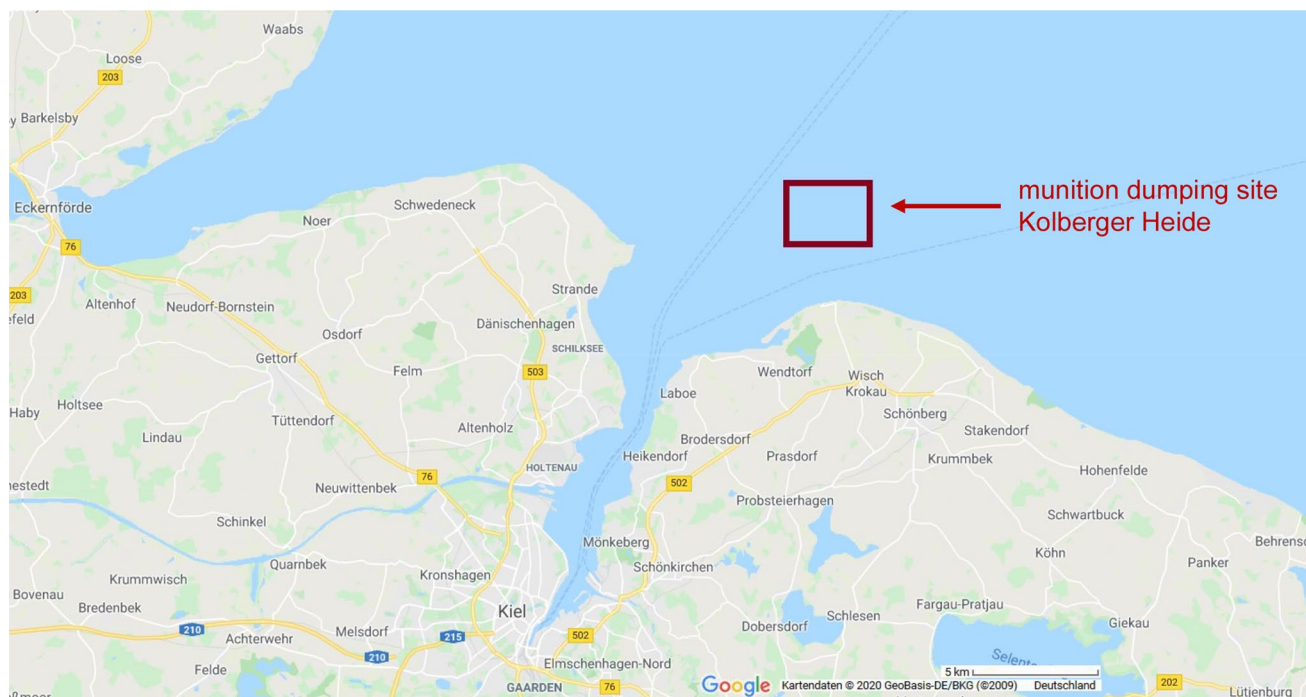 Waabs
Loose
203
Barkelsby
munition dumping site
Kolberger Heide
Eckernförde
Schwedeneck
Noer
76
Strande
203
Altenhof
Neudorf-Bornstein
Dänischenhagen
Osdorf
SCHILKSEE
Gettorf
Felm
503
Wendtorf
Wisch
Krokau
Laboe
Haby
Holtsee
Tüttendorf
Altenholz
Schönberg
Lindau
Brodersdorf
Stakendorf
Heikendorf
Prasdorf
Krummbek
HOLTENAU
Hohenfelde
76
502
Neuwittenbek
Probsteierhagen
Schinkel
Schwartbuck
Mönkeberg
Behrens
Quarnbek
Köhn
Panker
Kronshagen
Schönkirchen
Krummwisch
Bovenau
Bredenbek
Kiel
Schlesen
Fargau-Pratjau
Giekau
210
Melsdorf
215
502
Dobersdorf
Achterwehr
210
Elmschenhagen-Nord
Felde
Selent
5 km
GAARDEN
76
Google
Kartendaten © 2020 GeoBasis-DE/BKG (©2009) Deutschland
202
Lütjenburg